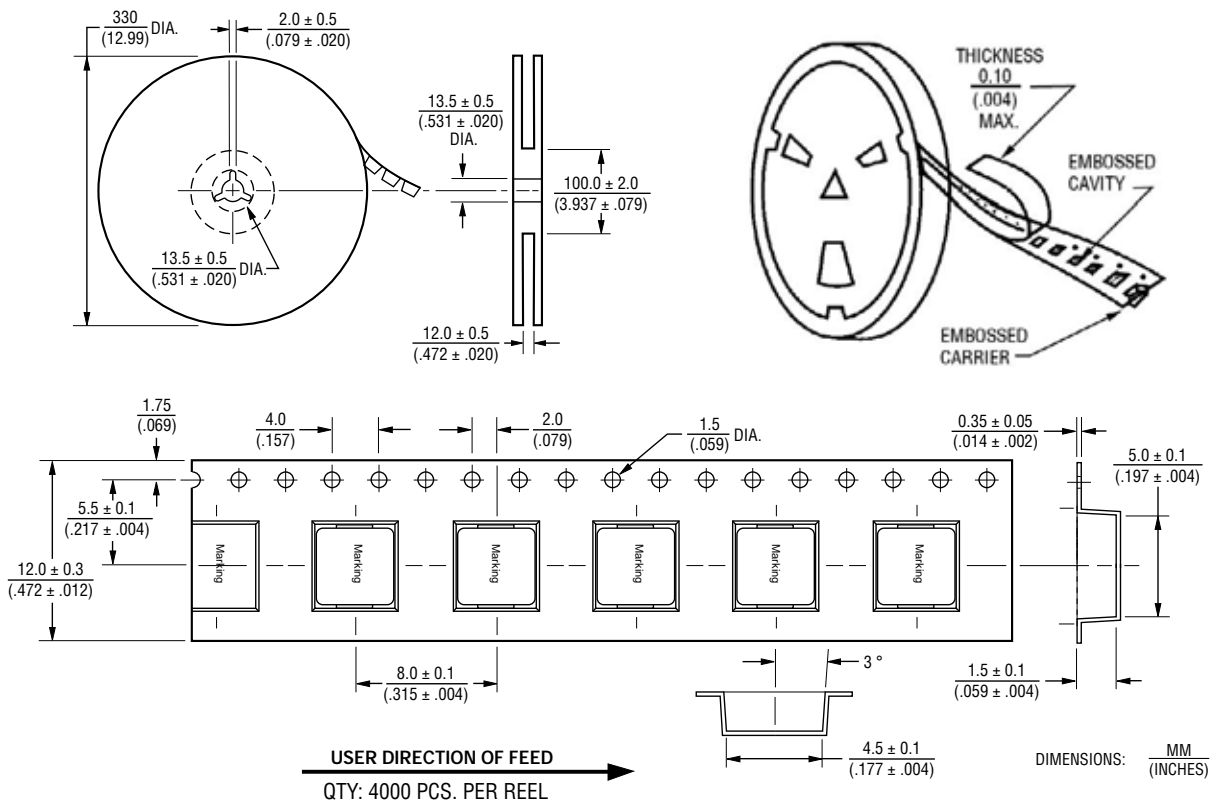 330
(12.99)
DIA.
2.0 ± 0.5
(.079 ± .020)
13.5 ± 0.5
(.531 ± .020)
DIA.
100.0 ± 2.0
(3.937 ± .079)
13.5 ± 0.5
(.531 ± .020)
DIA.
12.0 ± 0.5
(.472 ± .020)
THICKNESS
0.10
(.004)
MAX.
EMBOSSED
CAVITY
EMBOSSED
CARRIER
1.75
(.069)
4.0
(.157)
2.0
(.079)
1.5
(.059)
DIA.
0.35 ± 0.05
(.014 ± .002)
5.0 ± 0.1
(.197 ± .004)
5.5 ± 0.1
(.217 ± .004)
12.0 ± 0.3
(.472 ± .012)
Marking
Marking
Marking
Marking
Marking
Marking
8.0 ± 0.1
(.315 ± .004)
3 °
1.5 ± 0.1
(.059 ± .004)
4.5 ± 0.1
(.177 ± .004)
USER DIRECTION OF FEED
QTY: 4000 PCS. PER REEL
DIMENSIONS:
MM
(INCHES)